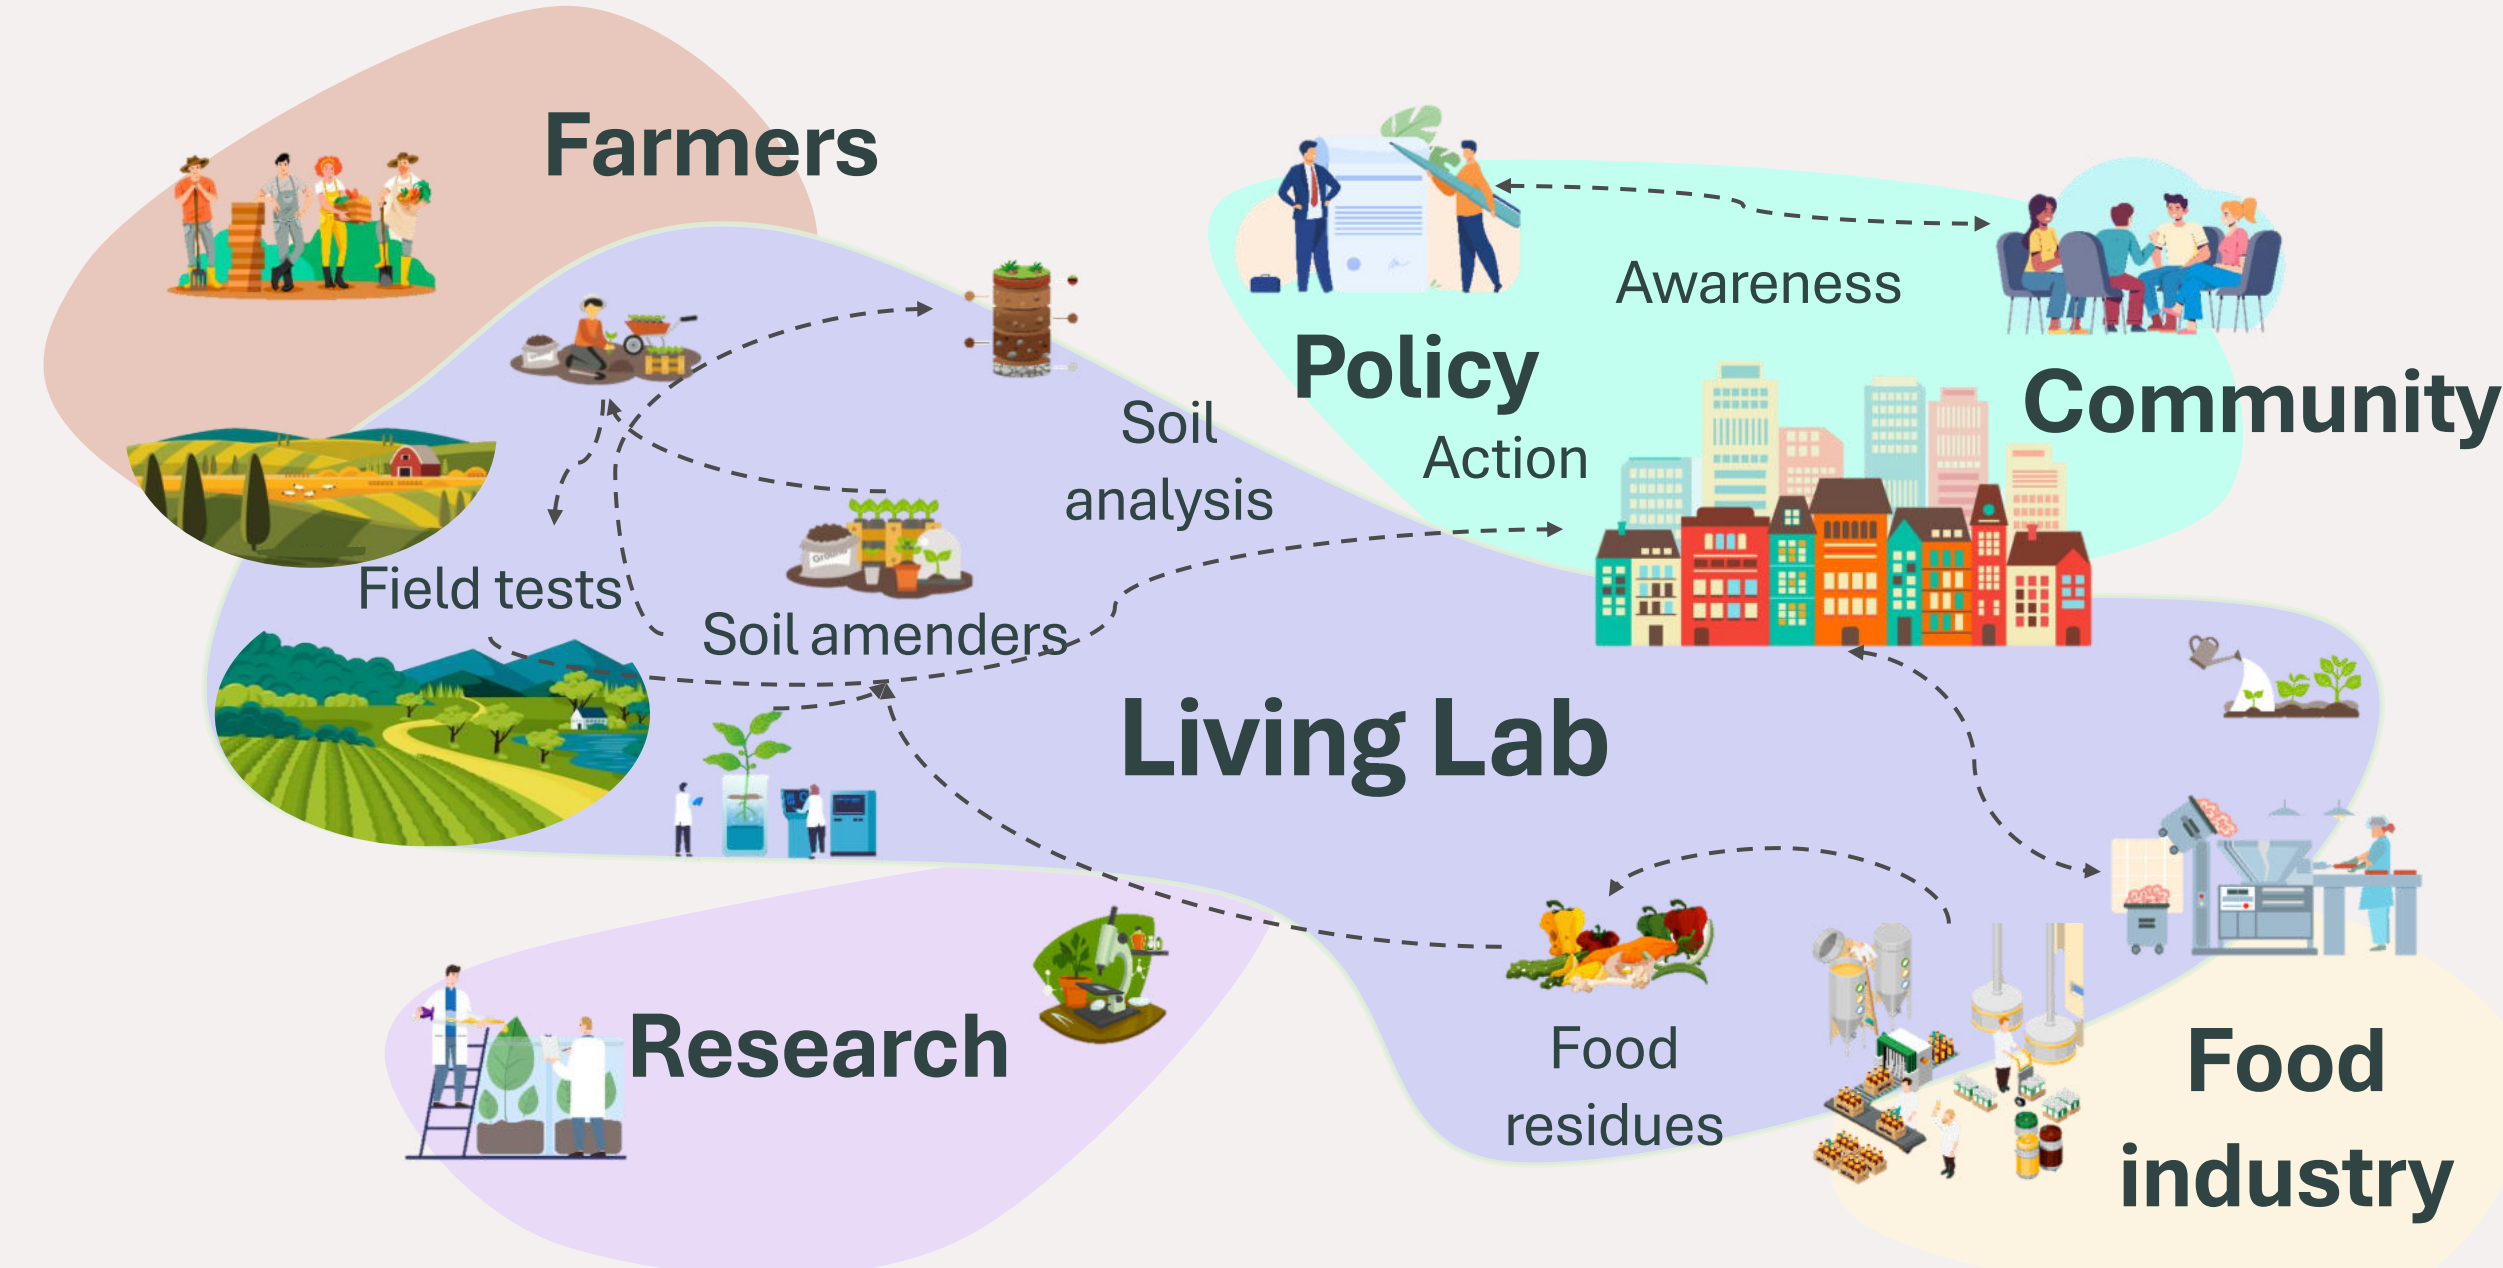 Farmers
Awareness
Policy
Community
Soil
analysis
Action
Field tests
Soil amenders
Living Lab
Research
Food
residues
Food
industry